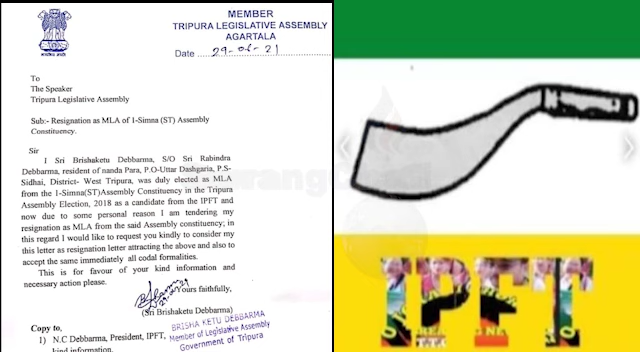 MEMBER
TRIPURA LEGISLATIVE ASSEMBLY
AGARTALA
Date 29-06-21
To
The Speaker
Tripura Legislative Assembly
Sub:- Resignation as MLA of 1-Simna (ST) Assembly
Constituency.
Sir
I Sri Brishaketu Debbarma, S/O Sri Rabindra
Debbarma, resident of nanda Para, P.O-Uttar Dashgaria, P.S-
Sidhai, District- West Tripura, was duly elected as MLA
from the 1-Simna(ST)Assembly Constituency in the Tripura
Assembly Election, 2018 as a candidate from the IPFT and
now due to some personal reason I am tendering my
resignation as MLA from the said Assembly constituency; in
this regard I would like to request you kindly to consider my
this letter as resignation letter attracting the above and also to
accept the same immediately all codal formalities.
This is for favour of your kind information and
necessary action please.
Yours faithfully,
(Sri Brishaketu Debbarma)
BRISHA KETU DEBBARMA
Member of Legislative Assembly
Government of Tripura
Copy to,
1) N.C Debbarma, President, IPFT,
kind information.
IPFT